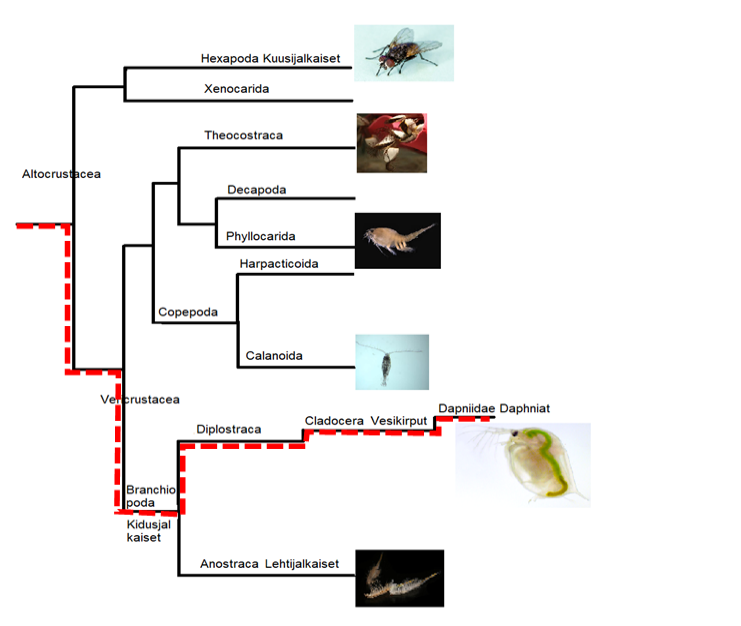 Hexapoda Kuusijalkaiset
Xenocarida
Theocostraca
Altocrustacea
Decapoda
Phyllocarida
Harpacticoida
Copepoda
Calanoida
Vericrustacea
Dapniidae Daphniat
Cladocera Vesikirput
Diplostraca
Branchio
poda
Kidusjal
kaiset
Anostraca Lehtijalkaiset